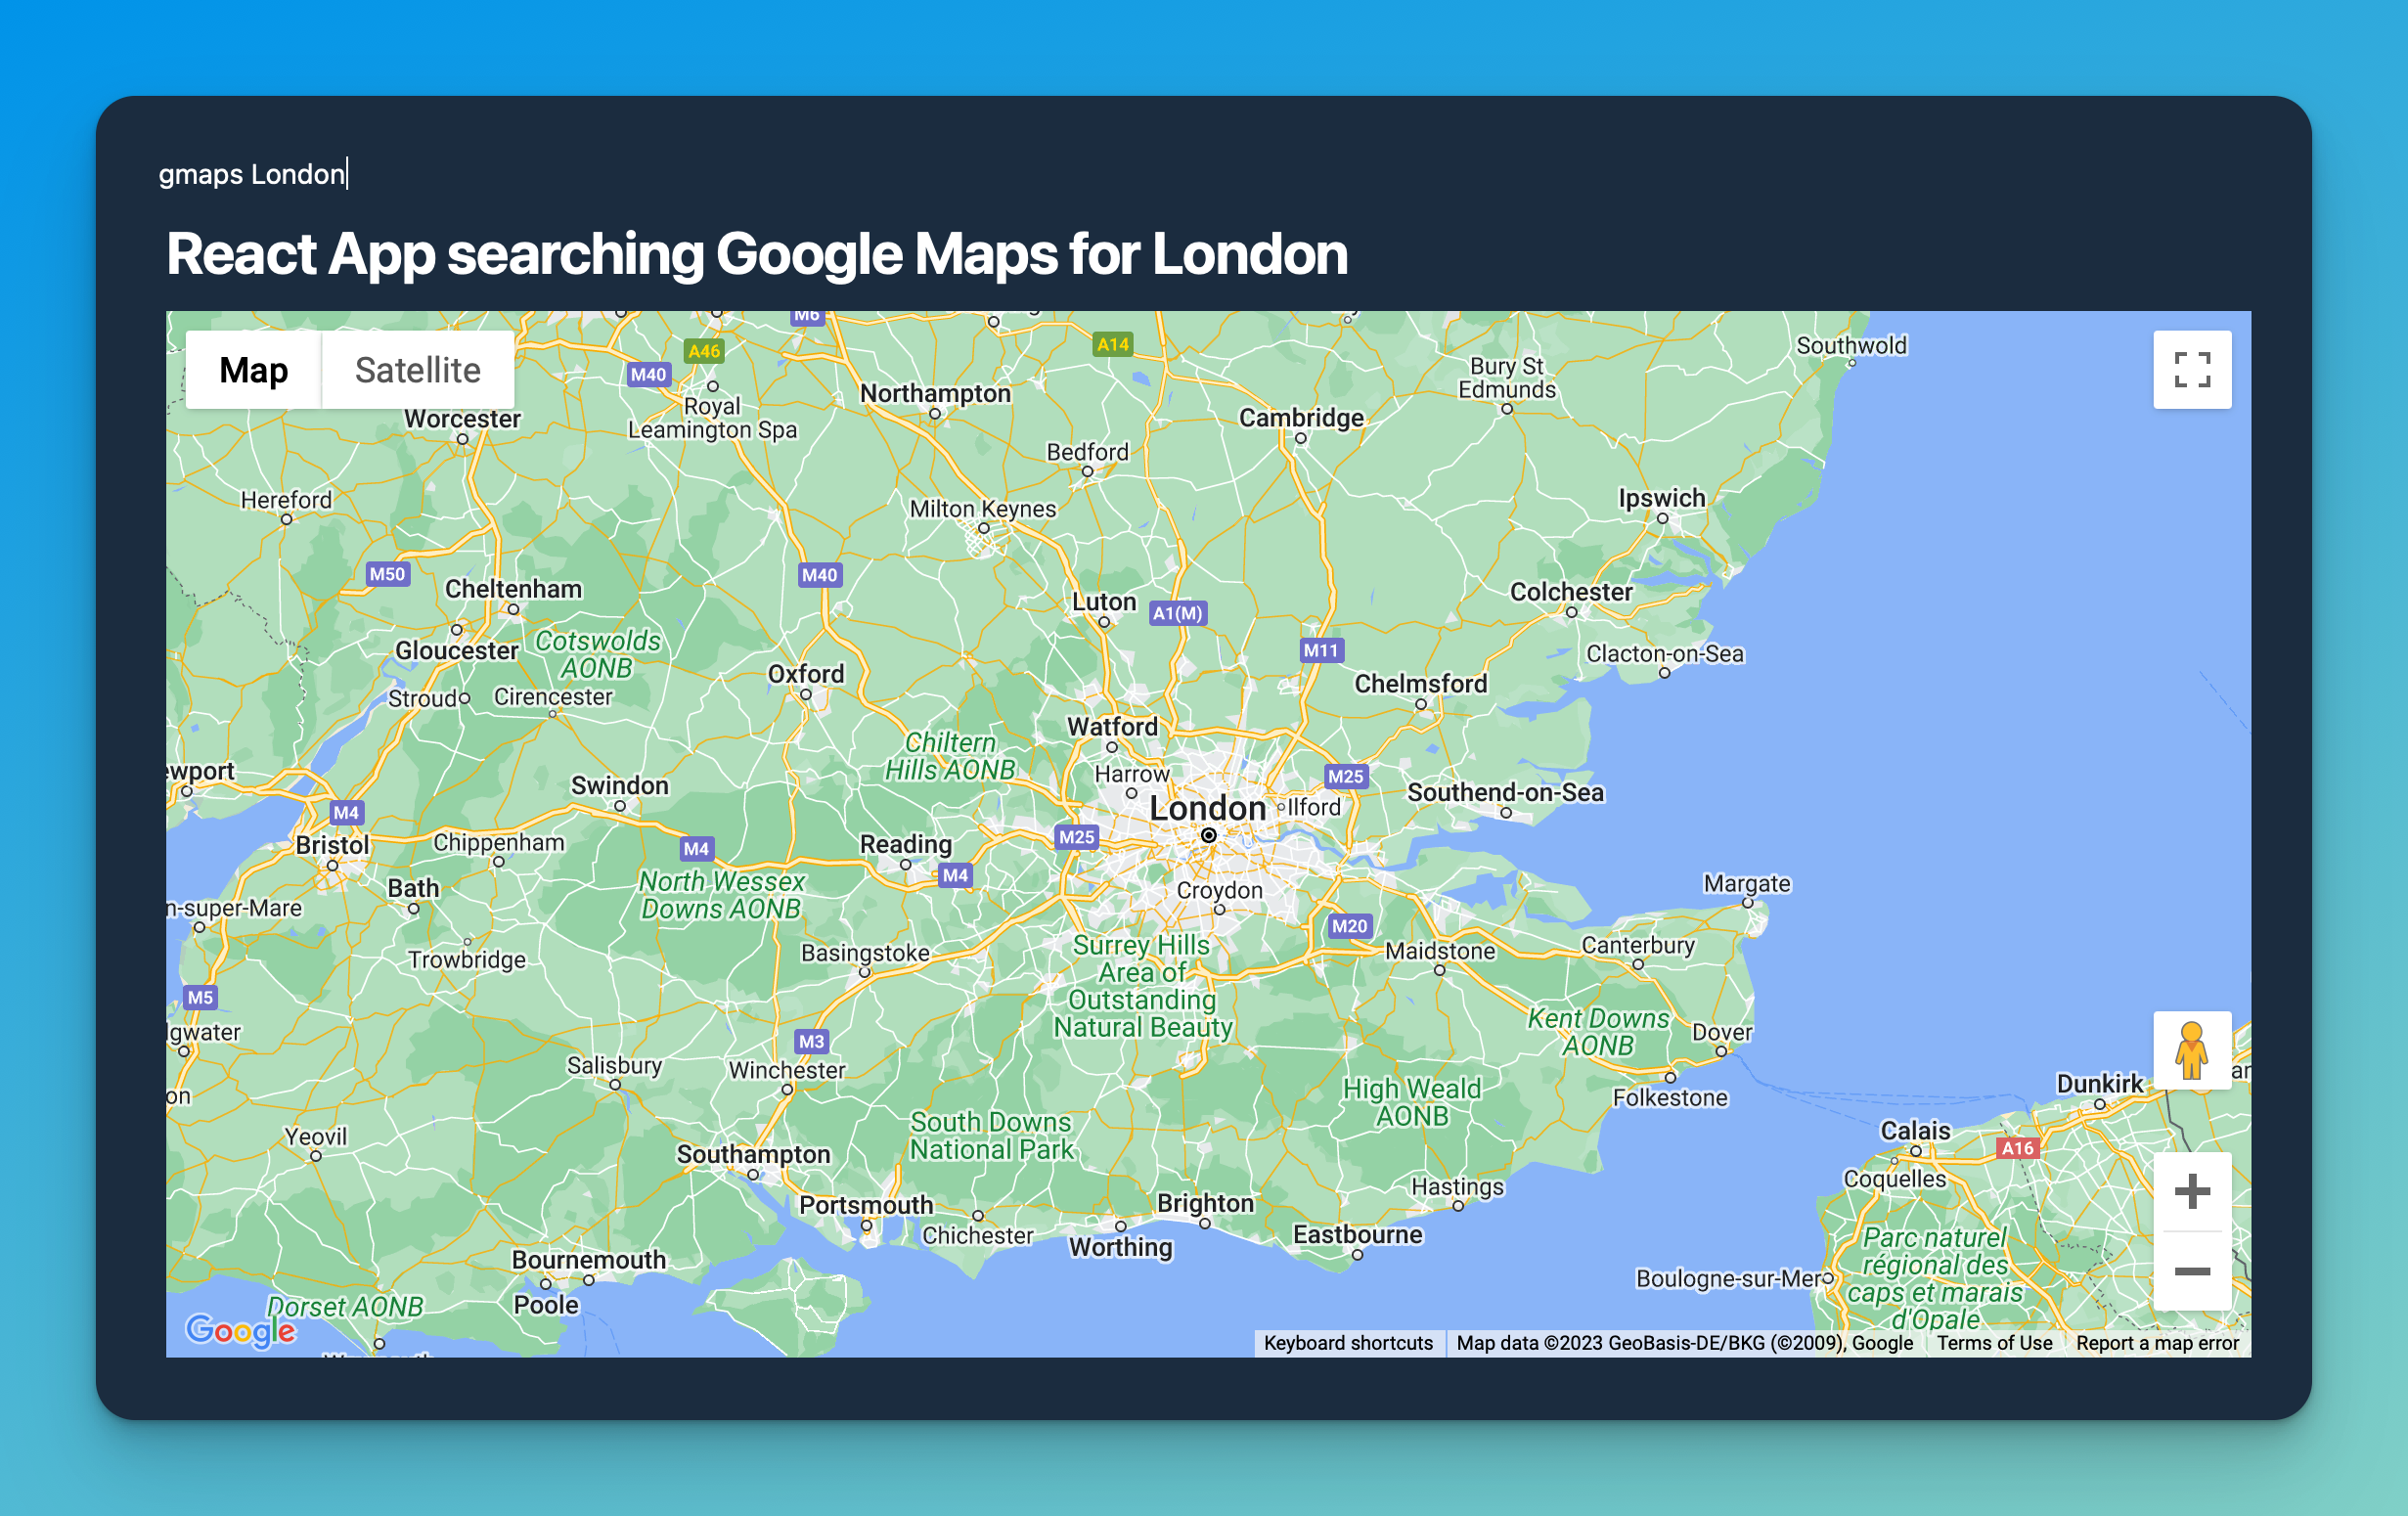 gmaps London
React App searching Google Maps for London
Map
Satellite
M6
A46
A14
M40
Southwold
Bury St
Edmunds
Royal
Leamington Spa
Northampton
Worcester
Cambridge
Bedford
Hereford
Milton Keynes
Ipswich
M50
M40
Cheltenham
Colchester
Luton
A1(M)
Gloucester
Cotswolds
AONB
M11
Clacton-on-Sea
Oxford
Chelmsford
Stroud
Cirencester
Watford
Chiltern
Hills AONB
ewport
Harrow
M25
Swindon
Southend-on-Sea
London
Ilford
M4
M25
Bristol
Chippenham
M4
Reading
M4
North Wessex
Downs AONB
Bath
Croydon
Margate
n-super-Mare
M20
Trowbridge
Basingstoke
Surrey Hills
Area of
Outstanding
Natural Beauty
Maidstone
Canterbury
M5
Kent Downs
AONB
Dover
gwater
M3
Salisbury
Winchester
Folkestone
Dunkirk
ar
on
High Weald
AONB
South Downs
National Park
Calais
A16
Yeovil
Southampton
Coquelles
Hastings
Portsmouth
Chichester
Brighton
Worthing
Eastbourne
Bournemouth
Poole
Boulogne-sur-Mer
Parc naturel
régional des
caps et marais
d'Opale
Dorset AONB
Google
Keyboard shortcuts
Map data ©2023 GeoBasis-DE/BKG (©2009), Google
Terms of Use
Report a map error